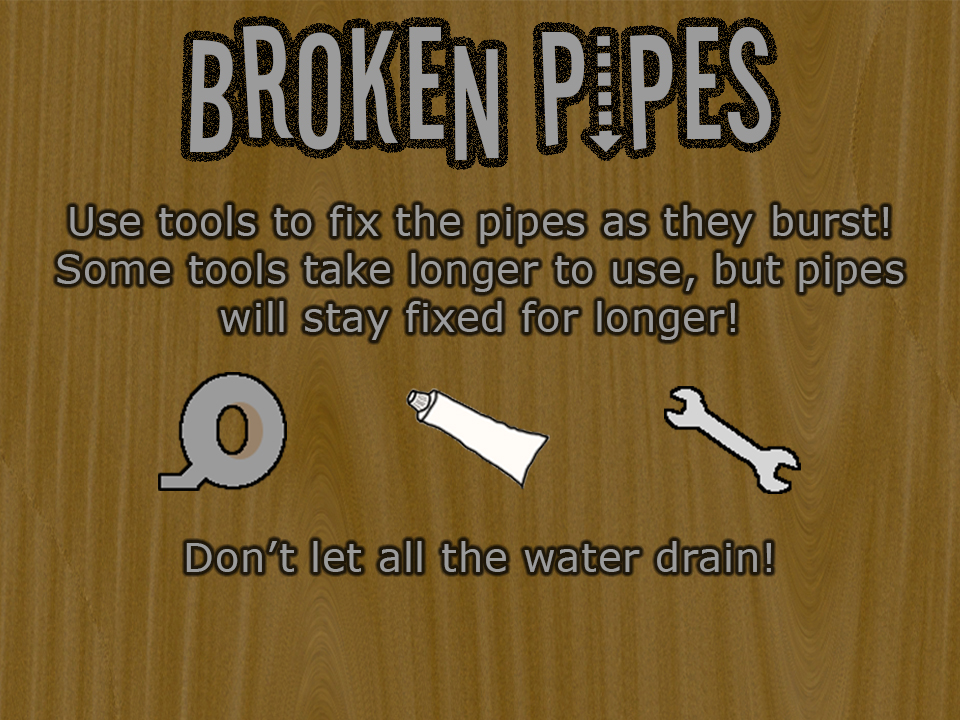 BROKEN PIPES
Use tools to fix the pipes as they burst!
Some tools take longer to use, but pipes
will stay fixed for longer!
Don’t let all the water drain!